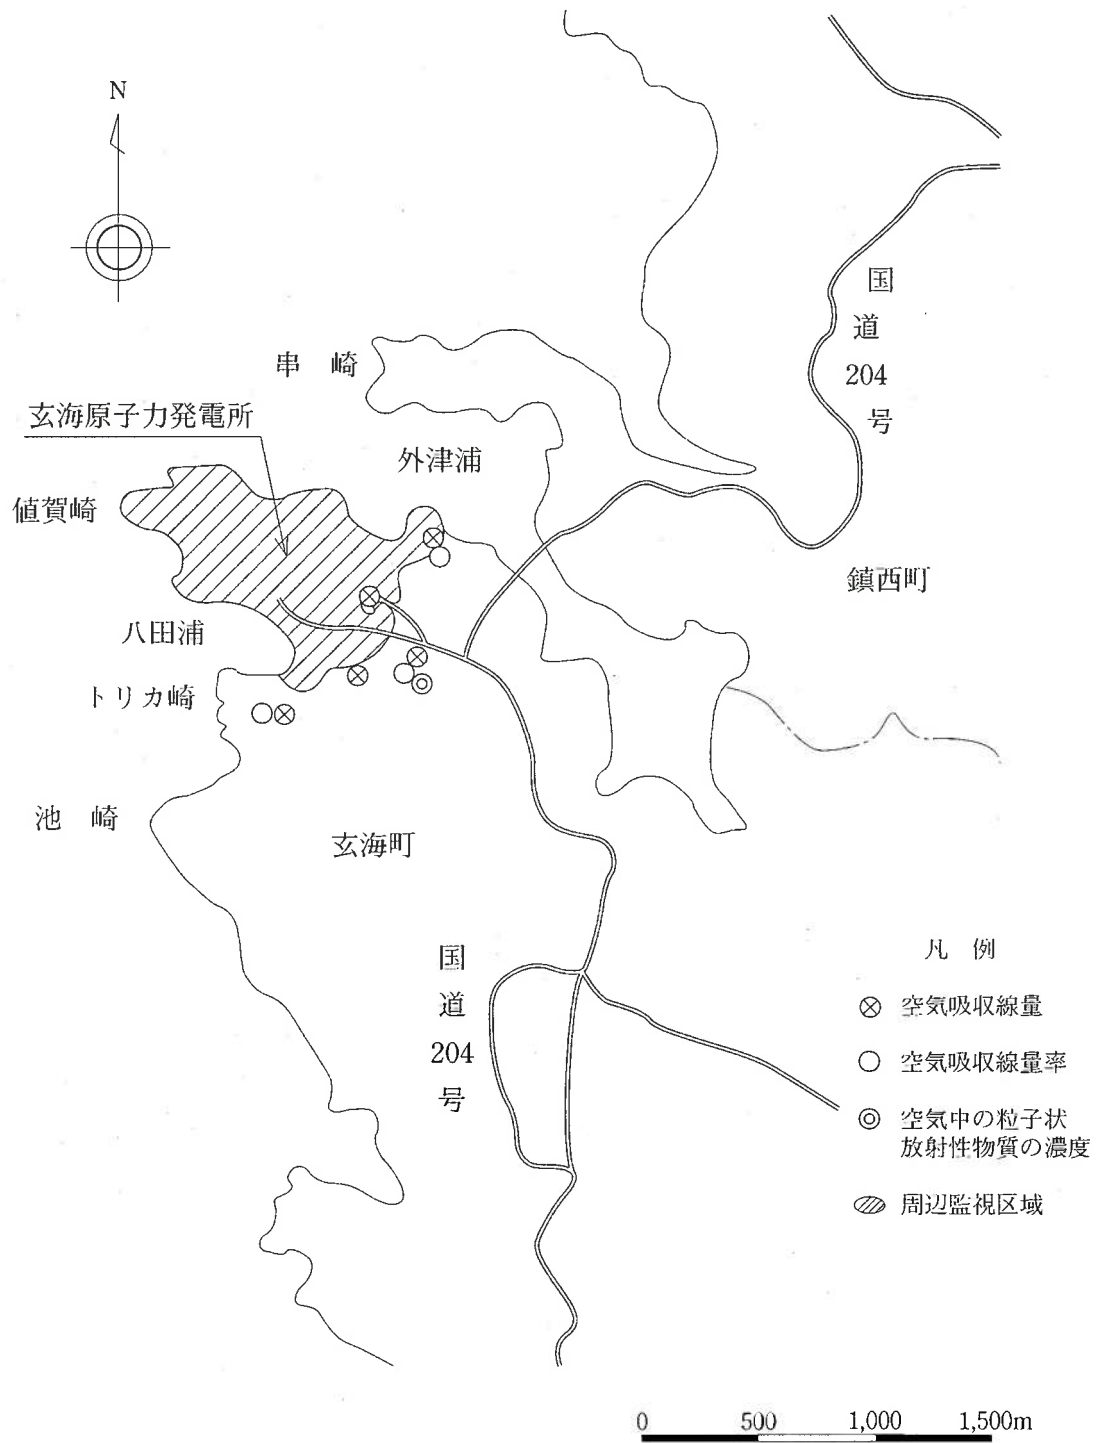 N
国
道
204
号
串　崎
玄海原子力発電所
外津浦
値賀崎
鎮西町
八田浦
トリカ崎
池　崎
玄海町
国
道
204
号
凡　例
空気吸収線量
空気吸収線量率
空気中の粒子状
放射性物質の濃度
周辺監視区域
0 500 1,000 1,500m